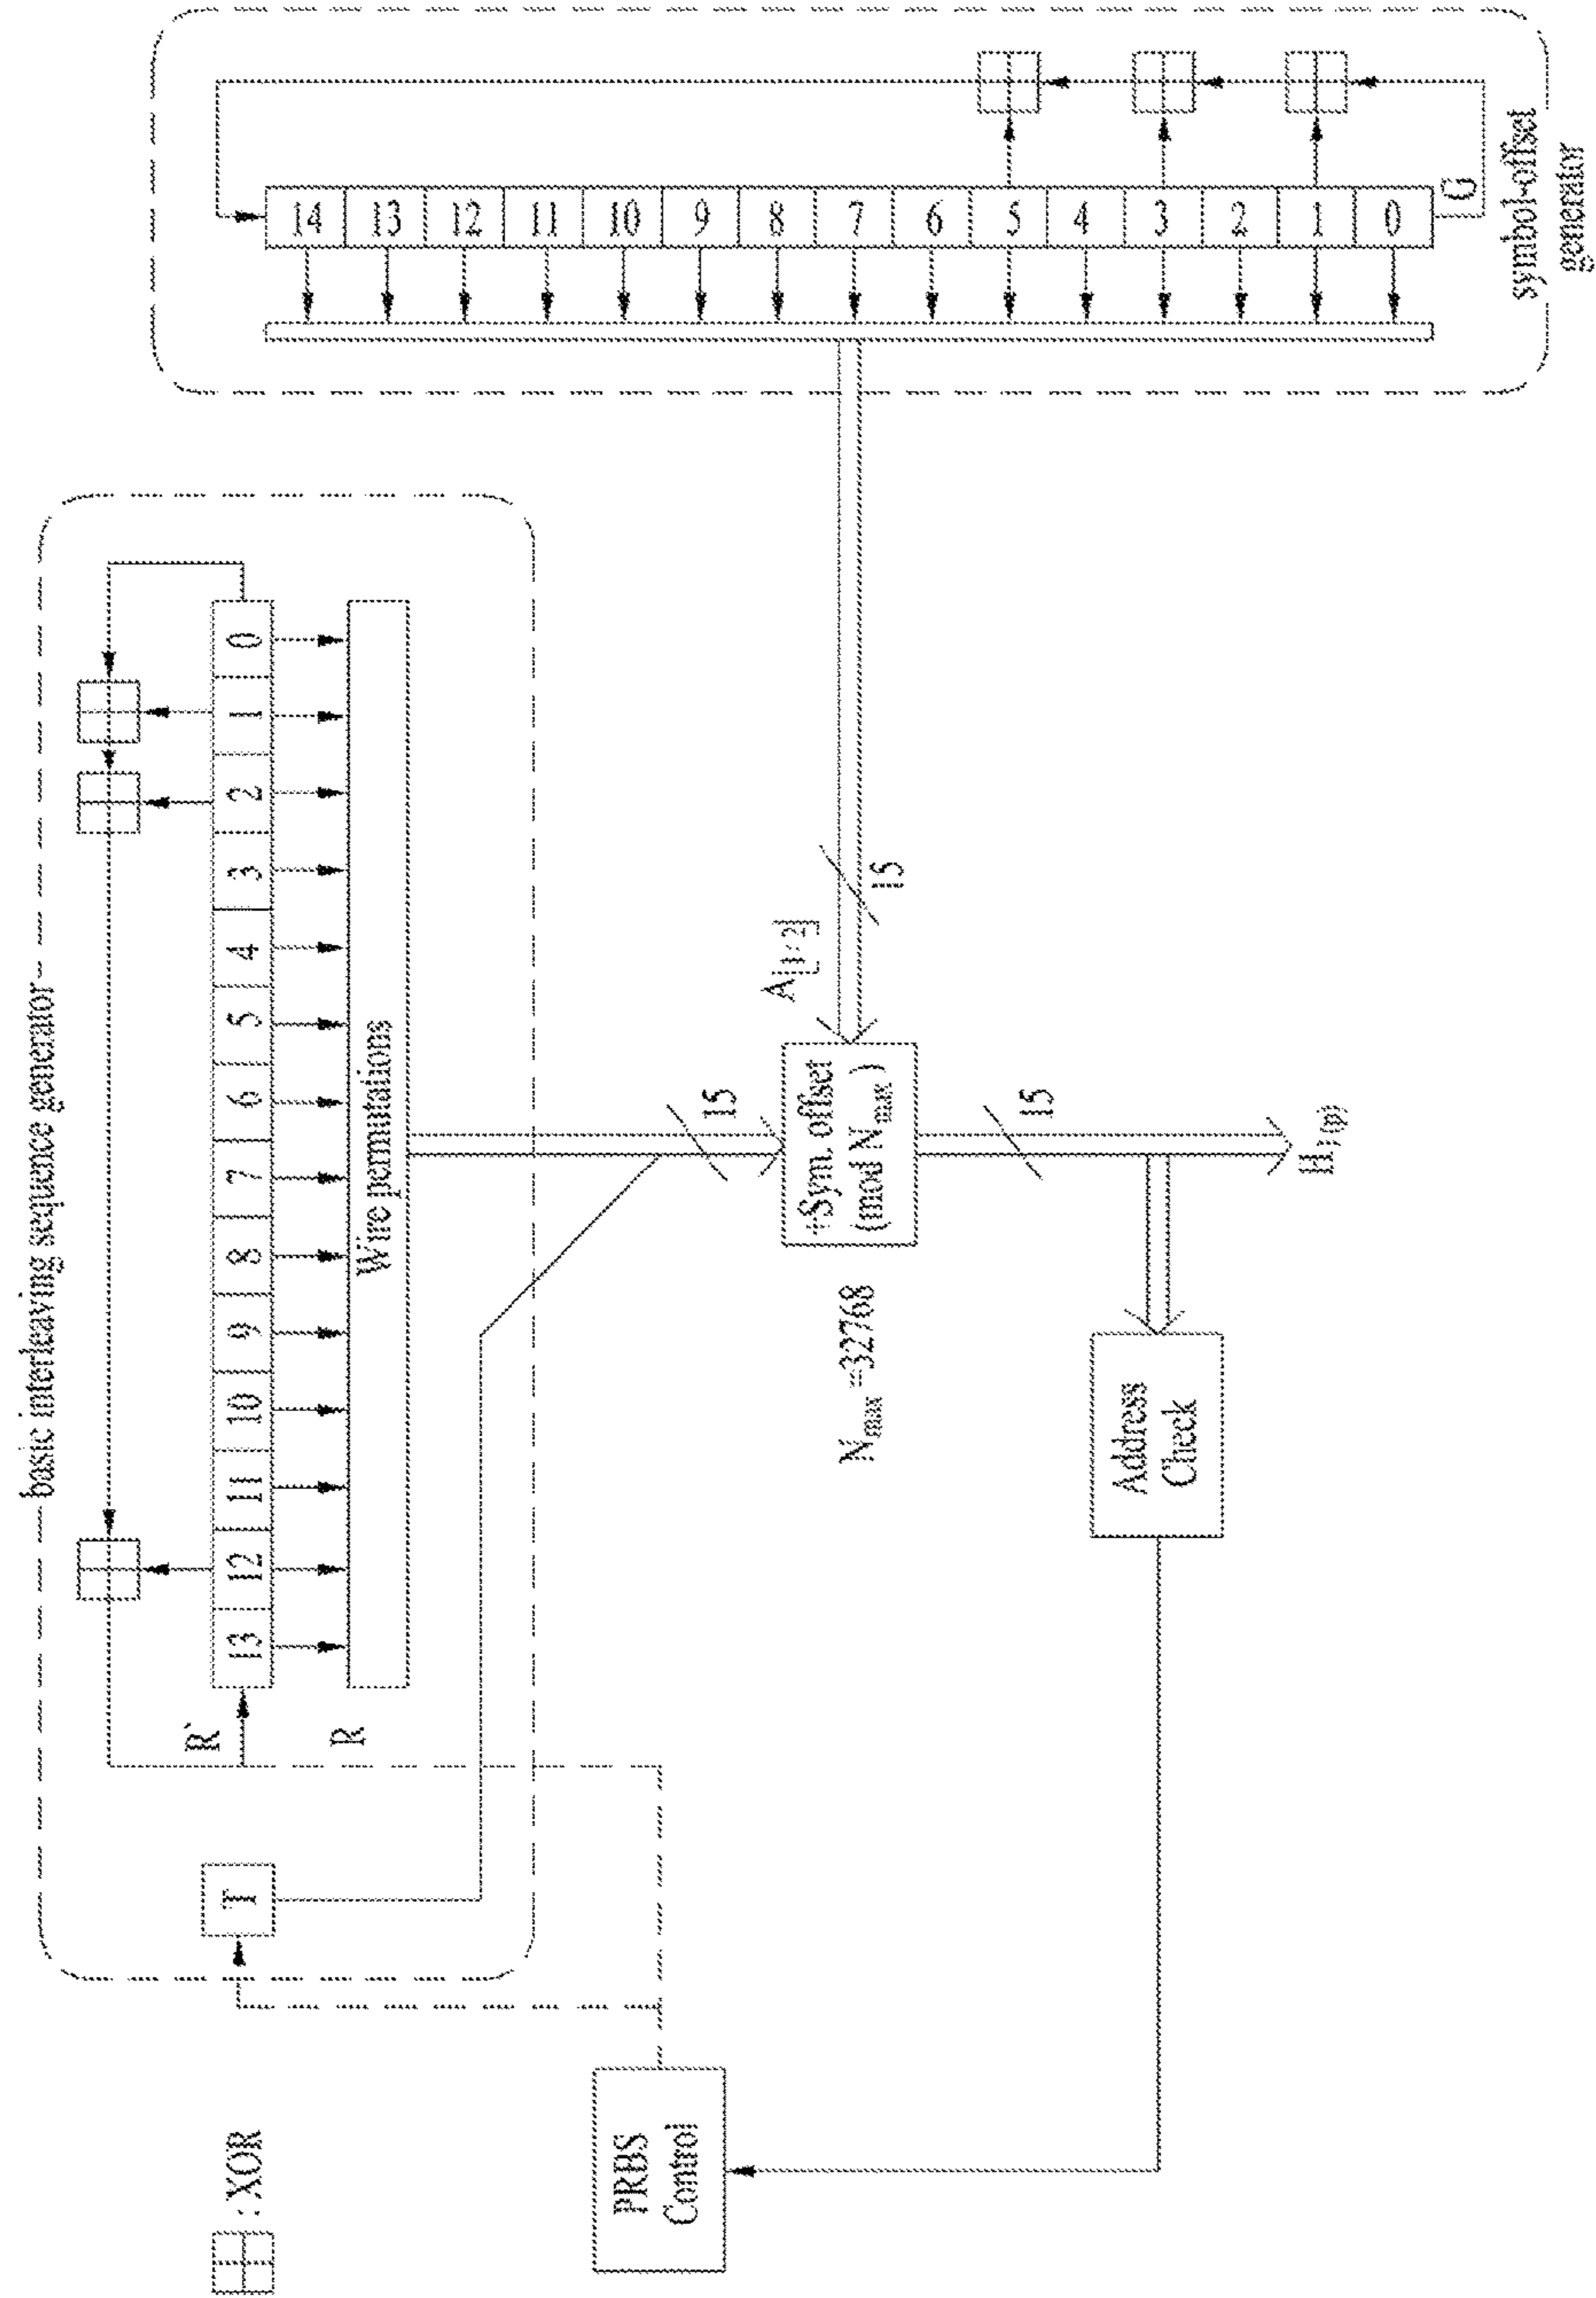 basic interleaving sequence generator
T
R`
R
13 12 11 10 9 8 7 6 5 4 3 2 1 0
Wire permutations
: XOR
PRBS
Control
15
+Sym. offset
(mod Nmax)
Nmax =32768
A⌊l / 2⌋
15
15
Address
Check
Hl(p)
14
13
12
11
10
9
8
7
6
5
4
3
2
1
0
G
symbol-offset
generator